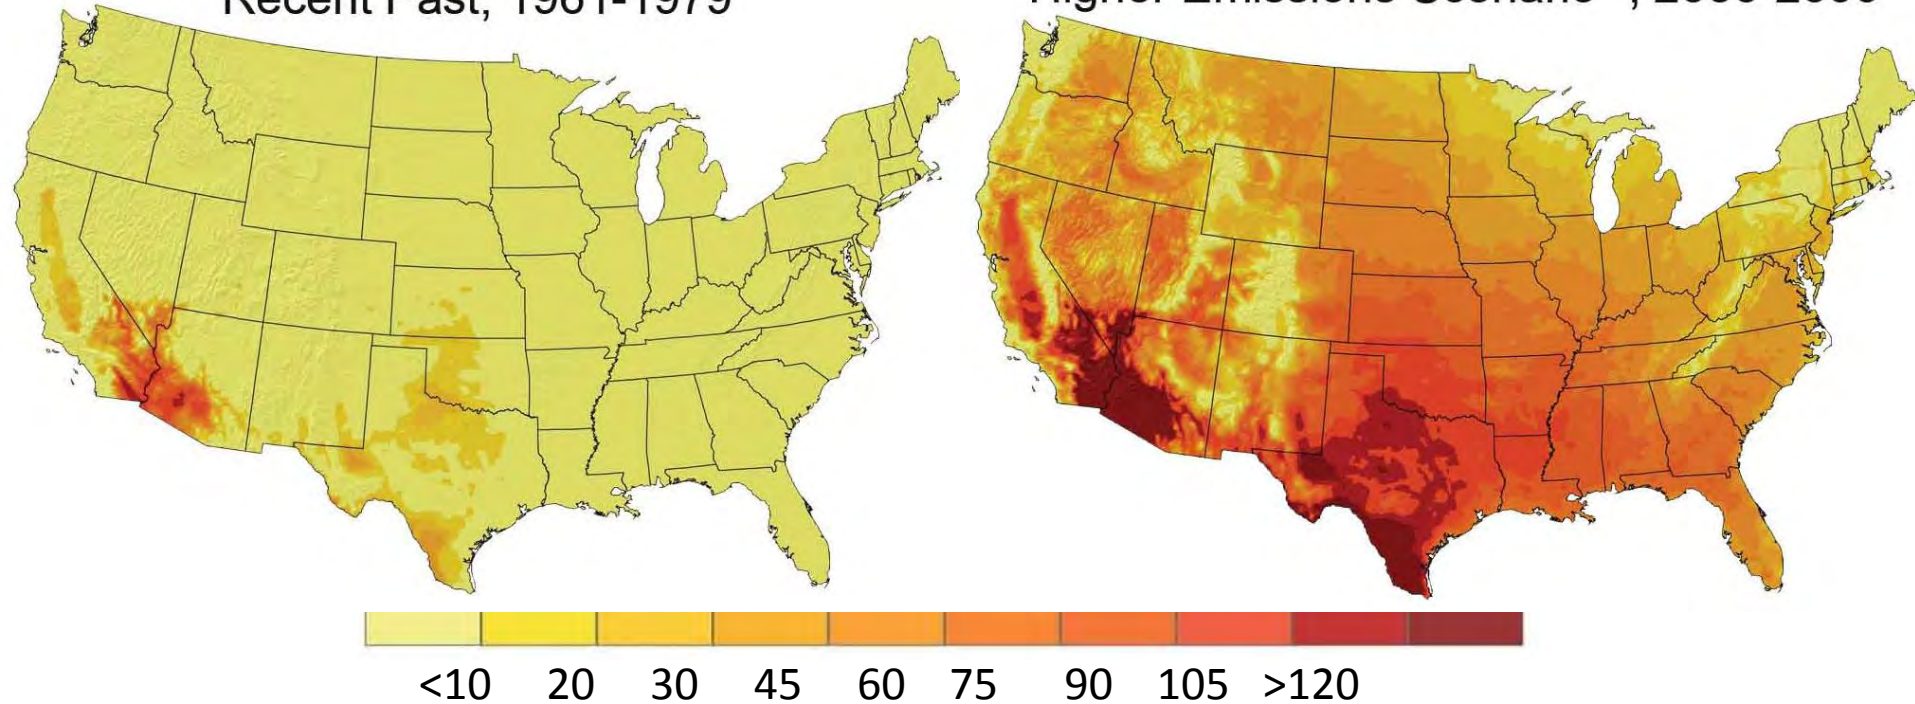 Recent Past, 1961-1979
Higher Emissions Scenario
<10 20 30 45 60 75 90 105 >120